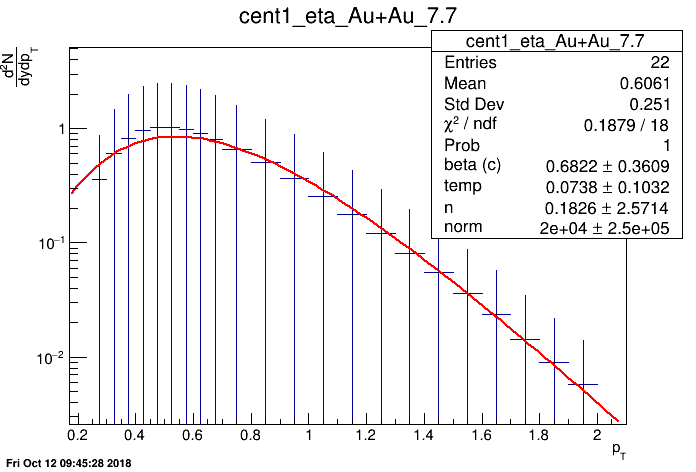 cent1_eta_Au+Au_7.7
d²N
dydp_T
cent1_eta_Au+Au_7.7
Entries 22
Mean 0.6061
Std Dev 0.251
χ² / ndf 0.1879 / 18
Prob 1
beta (c) 0.6822 ± 0.3609
temp 0.0738 ± 0.1032
n 0.1826 ± 2.5714
norm 2e+04 ± 2.5e+05
1
10⁻¹
10⁻²
0.2 0.4 0.6 0.8 1 1.2 1.4 1.6 1.8 2
p_T
Fri Oct 12 09:45:28 2018